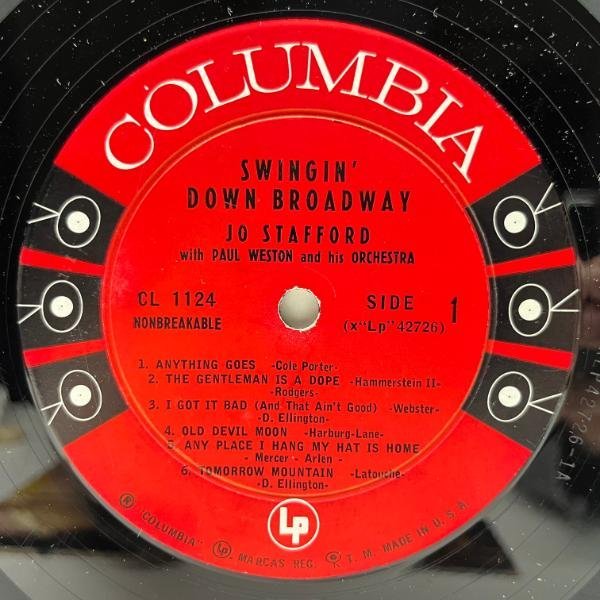 COLUMBIA
SWINGIN'
DOWN BROADWAY
JO STAFFORD
with PAUL WESTON and his ORCHESTRA
CL 1124
NONBREAKABLE
SIDE 1
(x"Lp"42726)
1. ANYTHING GOES -Cole Porter-
2. THE GENTLEMAN IS A DOPE -Hammerstein II-
-Rodgers-
3. I GOT IT BAD (And That Ain't Good) -Webster-
-D. Ellington-
4. OLD DEVIL MOON -Harburg-Lane-
5. ANY PLACE I HANG MY HAT IS HOME
- Mercer - Arlen -
6. TOMORROW MOUNTAIN -Latouche-
-D. Ellington-
LP
® "COLUMBIA" LP MARCAS REG. T. M. MADE IN U. S. A.
LP42726-1A